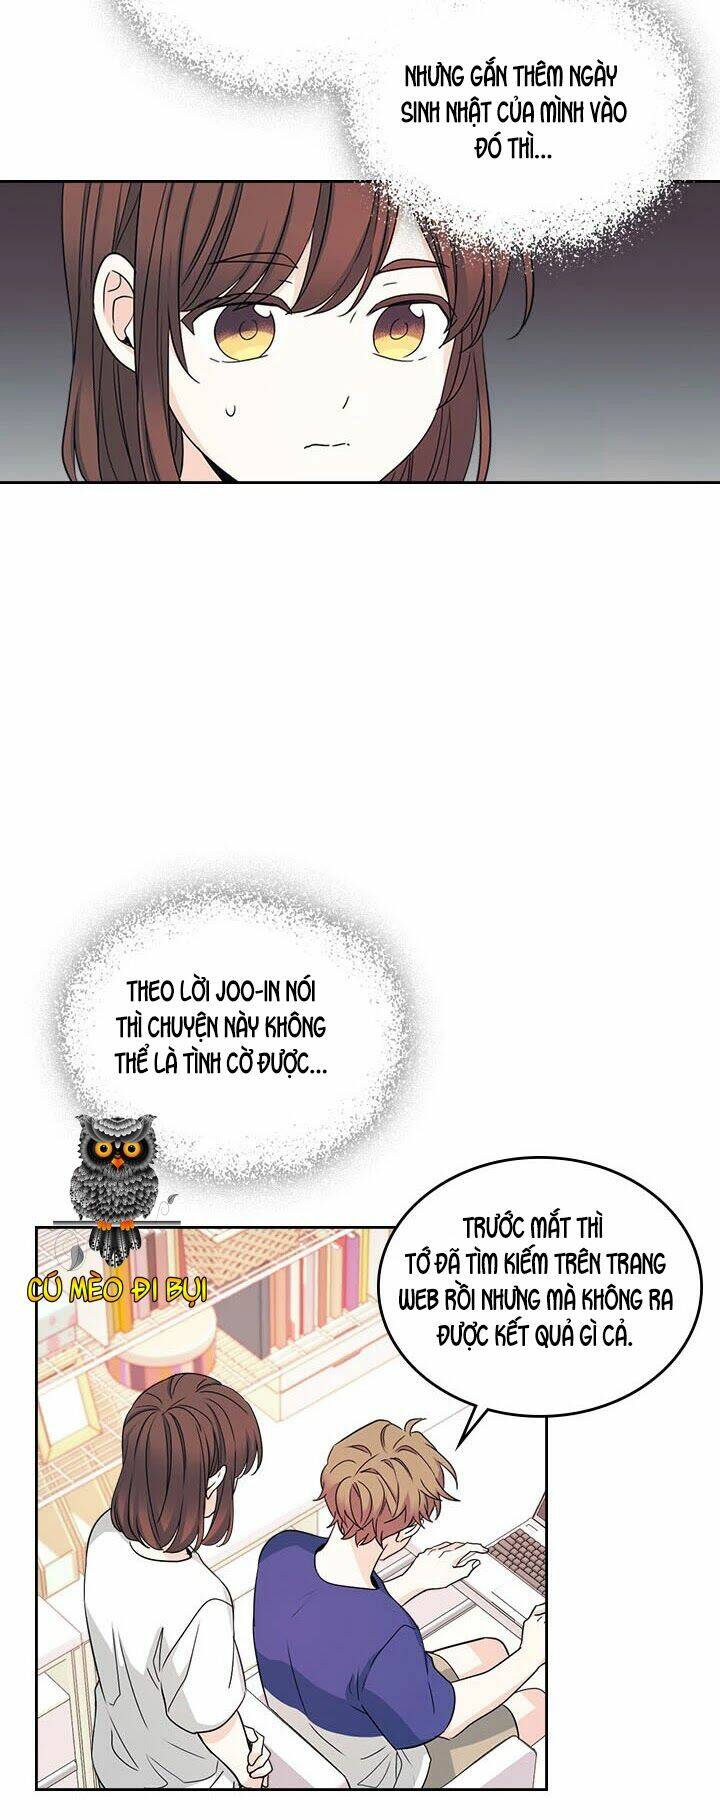 NHƯNG GẮN THÊM NGÀY
SINH NHẬT CỦA MÌNH VÀO
ĐÓ THÌ...
THEO LỜI JOO-IN NÓI
THÌ CHUYỆN NÀY KHÔNG
THỂ LÀ TÌNH CỜ ĐƯỢC...
CÚ MÈO ĐI BỤI
TRƯỚC MẮT THÌ
TỚ ĐÃ TÌM KIẾM TRÊN TRANG
WEB RỒI NHƯNG MÀ KHÔNG RA
ĐƯỢC KẾT QUẢ GÌ CẢ.